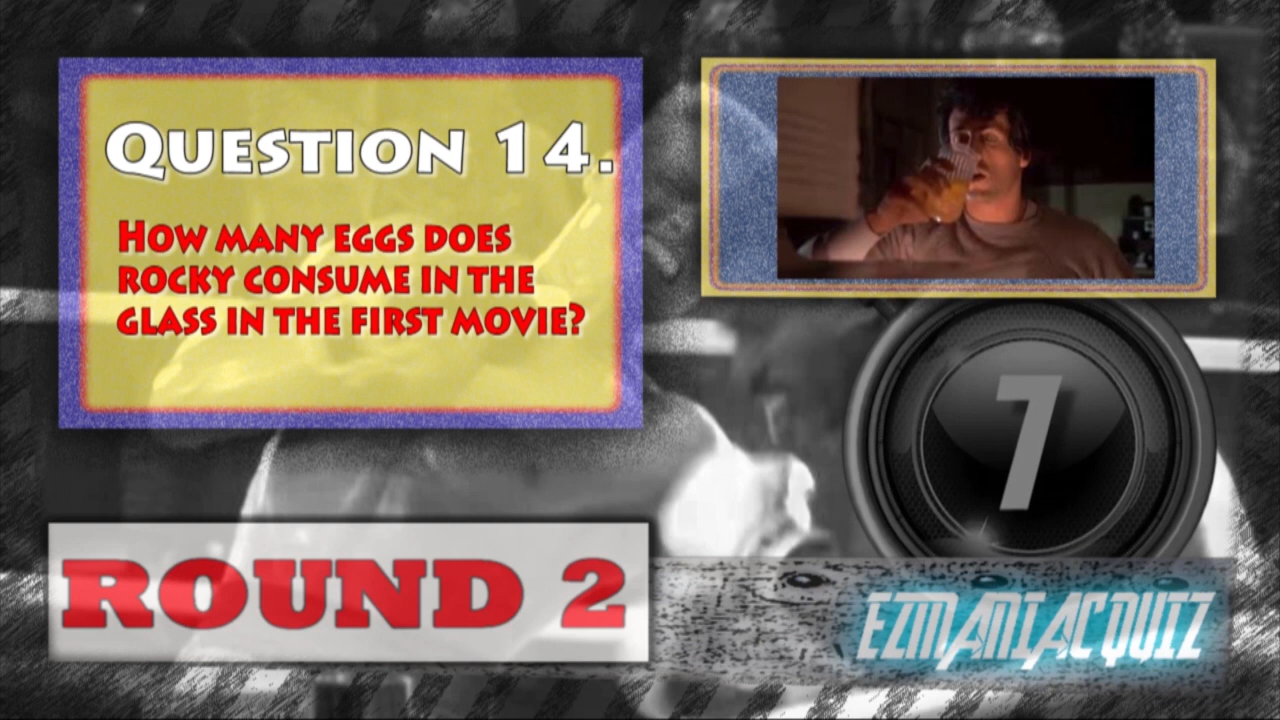 QUESTION 14.
HOW MANY EGGS DOES
ROCKY CONSUME IN THE
GLASS IN THE FIRST MOVIE?
7
ROUND 2
EZMANIACQUIZ